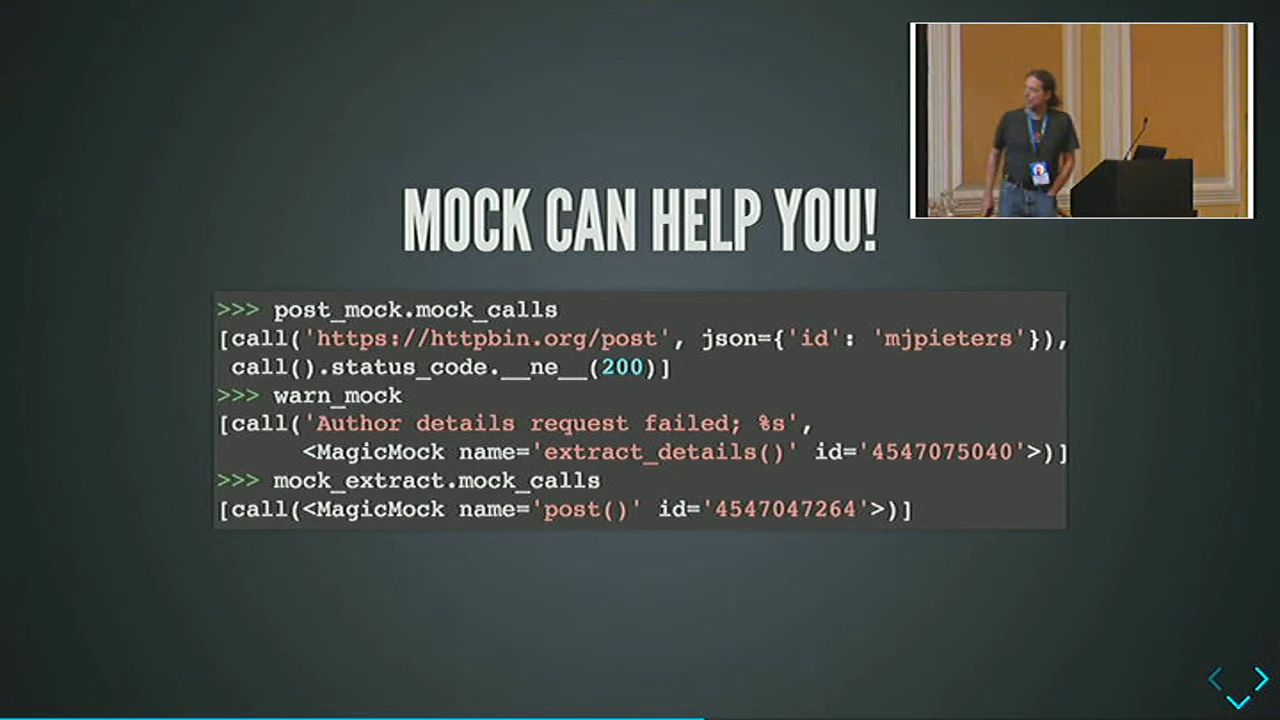 MOCK CAN HELP YOU!
>>> post_mock.mock_calls
[call('https://httpbin.org/post', json={'id': 'mjpieters'}),
 call().status_code.__ne__(200)]
>>> warn_mock
[call('Author details request failed; %s',
      <MagicMock name='extract_details()' id='4547075040'>)]
>>> mock_extract.mock_calls
[call(<MagicMock name='post()' id='4547047264'>)]